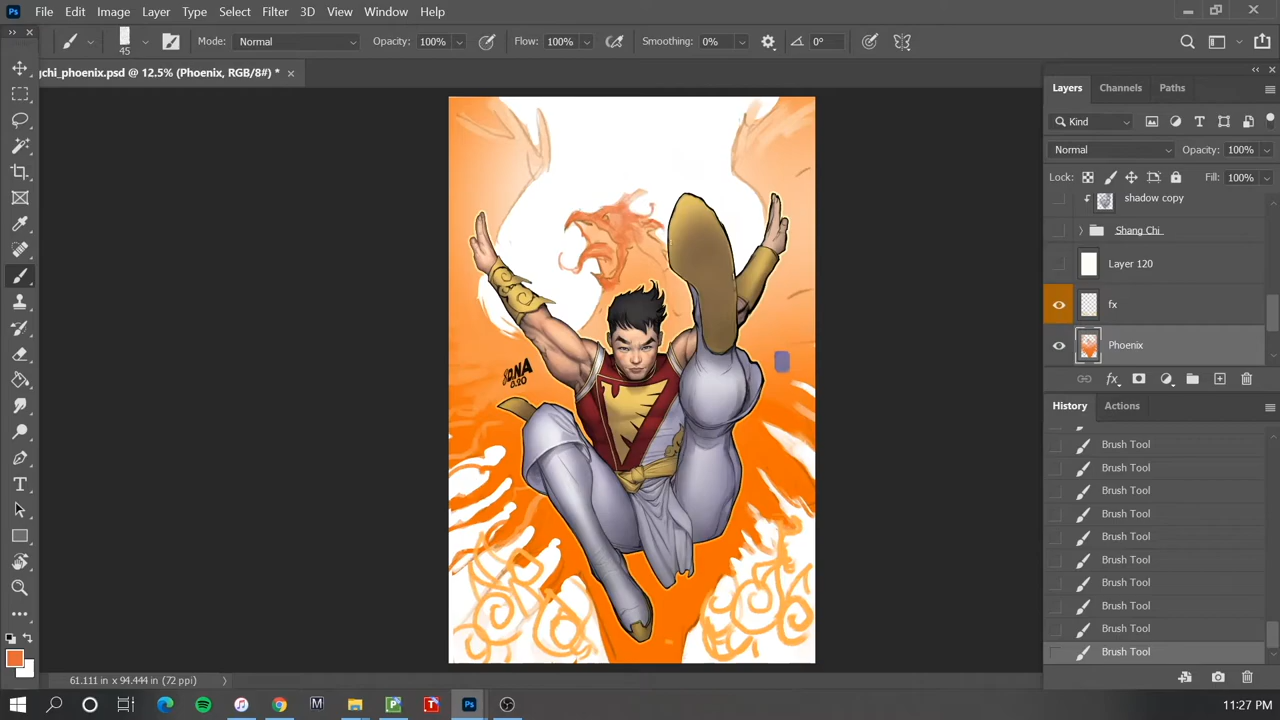 Ps File Edit Image Layer Type Select Filter 3D View Window Help
45 Mode: Normal Opacity: 100% Flow: 100% Smoothing: 0% 0°
gchi_phoenix.psd @ 12.5% (Phoenix, RGB/8#) *
Layers Channels Paths
Kind
Normal Opacity: 100%
Lock: Fill: 100%
shadow copy
Shang Chi
Layer 120
fx
Phoenix
fx
History Actions
Brush Tool
Brush Tool
Brush Tool
Brush Tool
Brush Tool
Brush Tool
Brush Tool
Brush Tool
Brush Tool
Brush Tool
61.111 in x 94.444 in (72 ppi)
11:27 PM